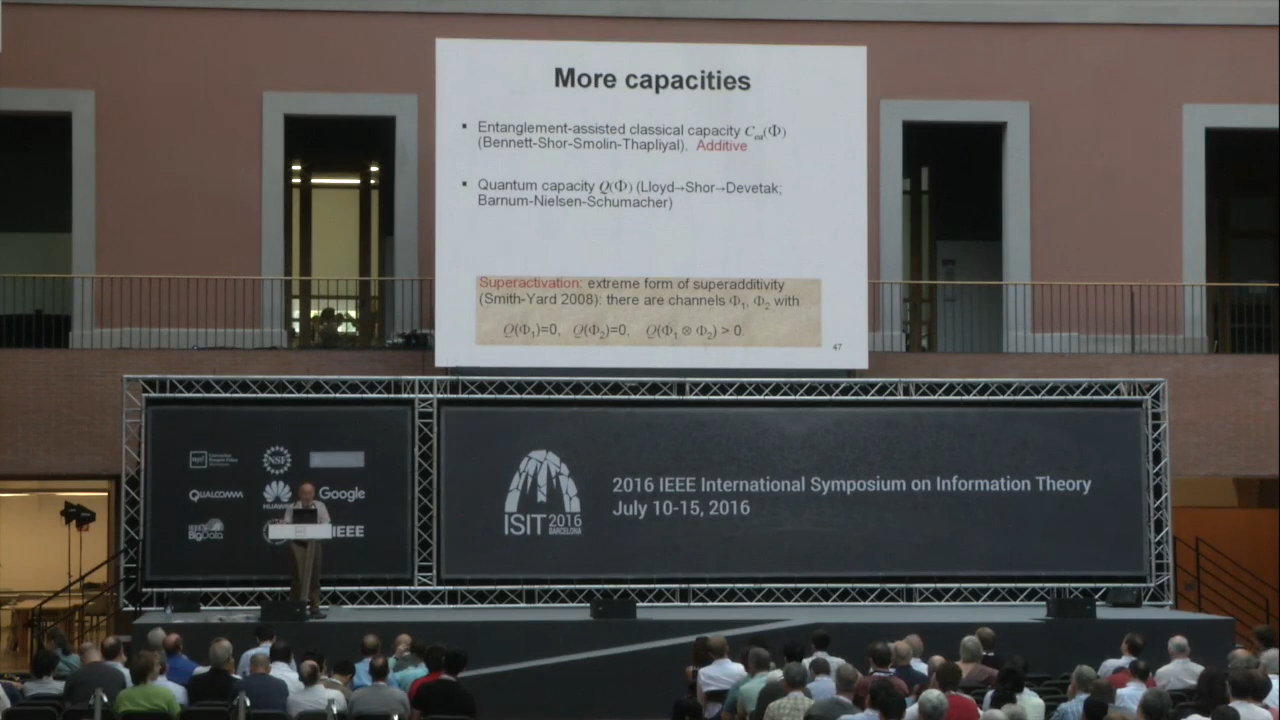 More capacities
▪ Entanglement-assisted classical capacity Cea(Φ)
(Bennett-Shor-Smolin-Thapliyal). Additive
▪ Quantum capacity Q(Φ) (Lloyd→Shor→Devetak;
Barnum-Nielsen-Schumacher)
Superactivation: extreme form of superadditivity
(Smith-Yard 2008): there are channels Φ₁, Φ₂ with
Q(Φ₁)=0, Q(Φ₂)=0, Q(Φ₁ ⊗ Φ₂) > 0.
47
upf.
NSF
QUALCOMM
HUAWEI
Google
BigData
IEEE
ISIT 2016
BARCELONA
2016 IEEE International Symposium on Information Theory
July 10-15, 2016